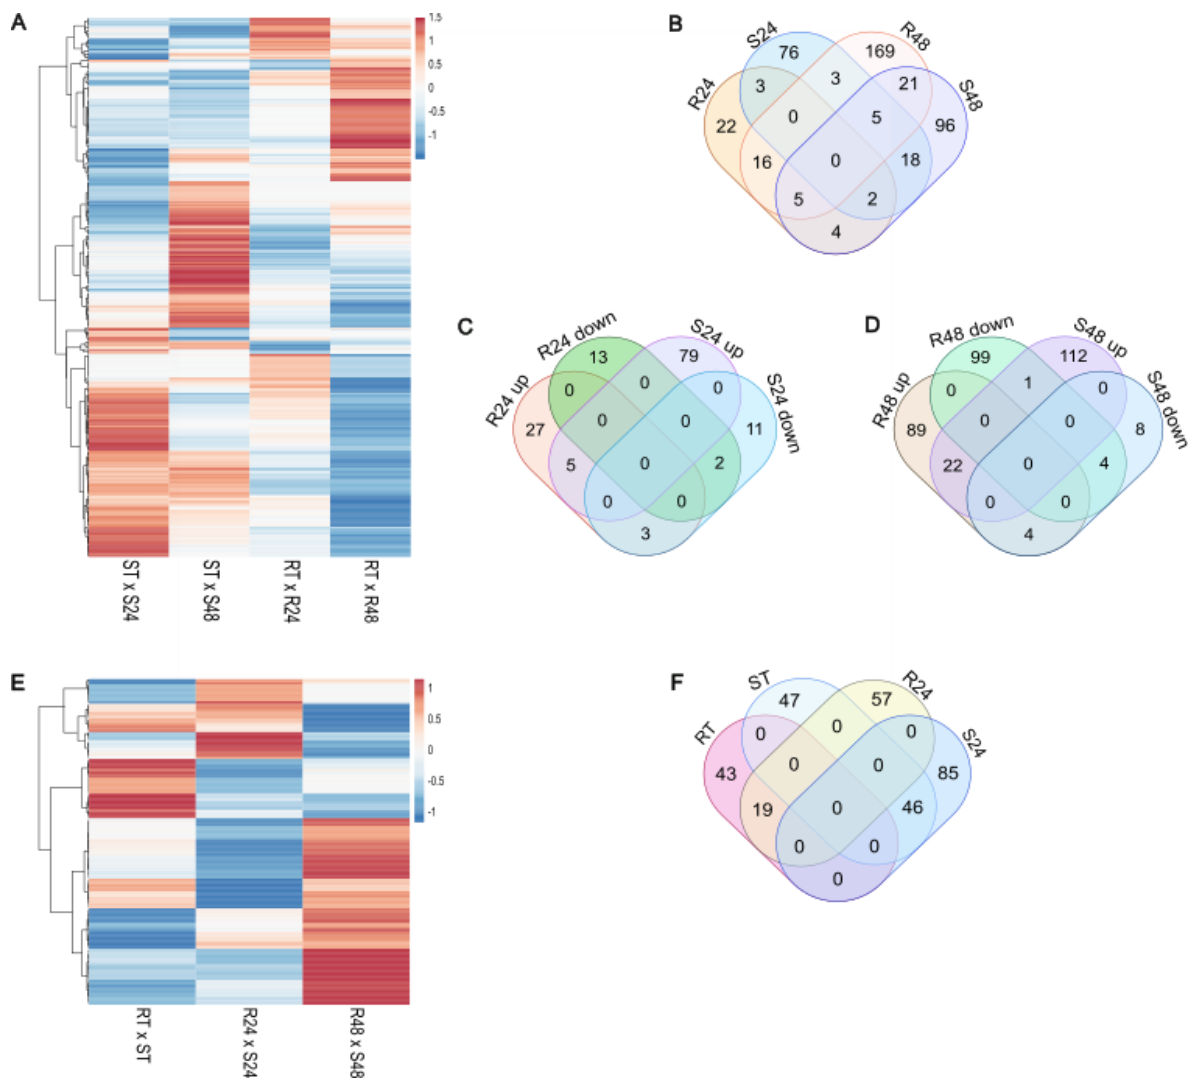 A
1.5
1
0.5
0
-0.5
-1
ST x S24
ST x S48
RT x R24
RT x R48
B
R24
S24
R48
S48
76
169
3
3
21
22
0
5
96
16
0
18
5
2
4
C
R24 up
R24 down
S24 up
S24 down
13
79
0
0
0
27
0
0
11
5
0
2
0
0
3
D
R48 up
R48 down
S48 up
S48 down
99
112
0
1
0
89
0
0
8
22
0
4
0
0
4
E
1
0.5
0
-0.5
-1
RT x ST
R24 x S24
R48 x S48
F
RT
ST
R24
S24
47
57
0
0
0
43
0
0
85
19
0
46
0
0
0